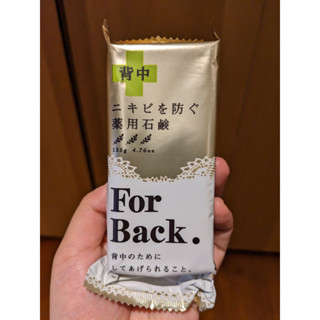 背中
ニキビを防ぐ
薬用石鹸
135g 4.76oz
For
Back.
背中のために
してあげられること。